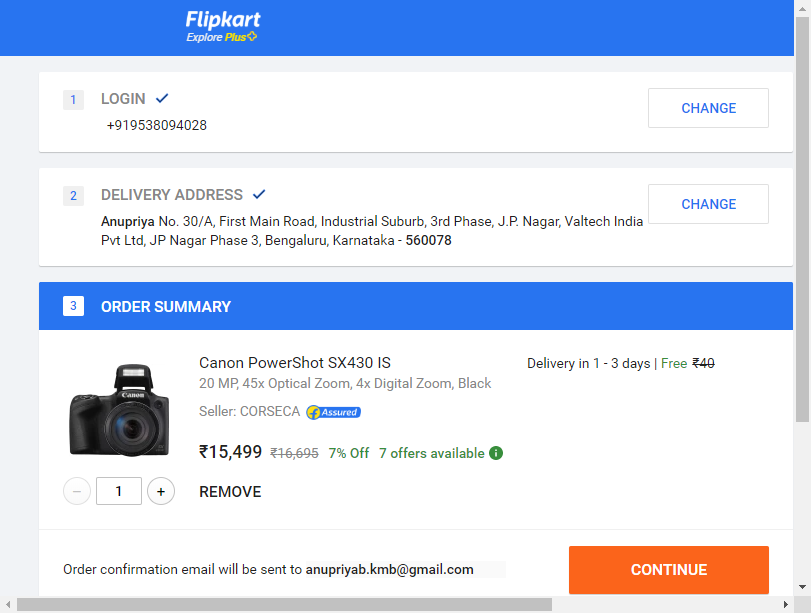 Flipkart
Explore Plus
1 LOGIN CHANGE
+919538094028
2 DELIVERY ADDRESS CHANGE
Anupriya No. 30/A, First Main Road, Industrial Suburb, 3rd Phase, J.P. Nagar, Valtech India
Pvt Ltd, JP Nagar Phase 3, Bengaluru, Karnataka - 560078
3 ORDER SUMMARY
Canon PowerShot SX430 IS Delivery in 1 - 3 days | Free ₹40
20 MP, 45x Optical Zoom, 4x Digital Zoom, Black
Canon
Seller: CORSECA f Assured
₹15,499 ₹16,695 7% Off 7 offers available i
− 1 + REMOVE
Order confirmation email will be sent to anupriyab.kmb@gmail.com CONTINUE